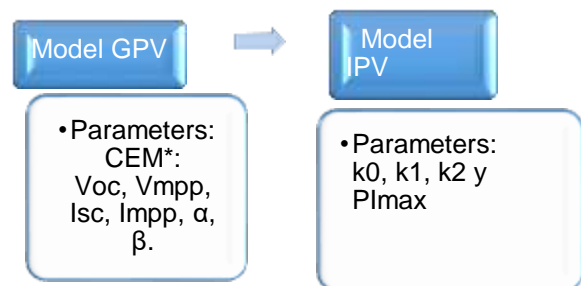 Model GPV
Model
IPV
•Parameters:
CEM*:
Voc, Vmpp,
Isc, Impp, α,
β.
•Parameters:
k0, k1, k2 y
PImax